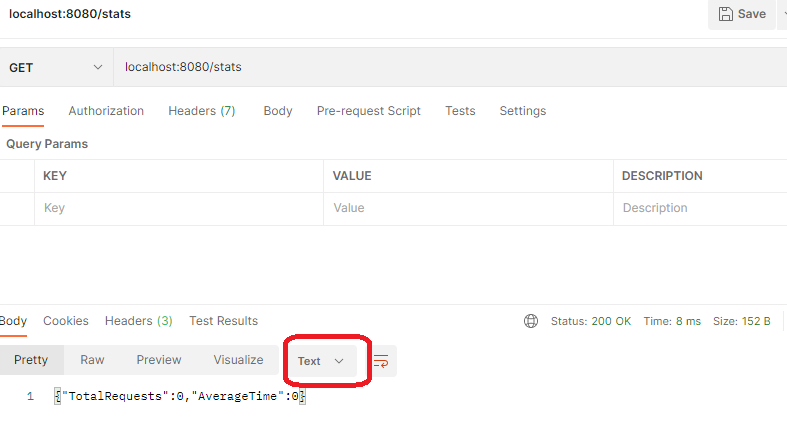 localhost:8080/stats
Save
GET localhost:8080/stats
Params Authorization Headers (7) Body Pre-request Script Tests Settings
Query Params
KEY VALUE DESCRIPTION
Key Value Description
Body Cookies Headers (3) Test Results Status: 200 OK Time: 8 ms Size: 152 B
Pretty Raw Preview Visualize Text
1 {"TotalRequests":0,"AverageTime":0}